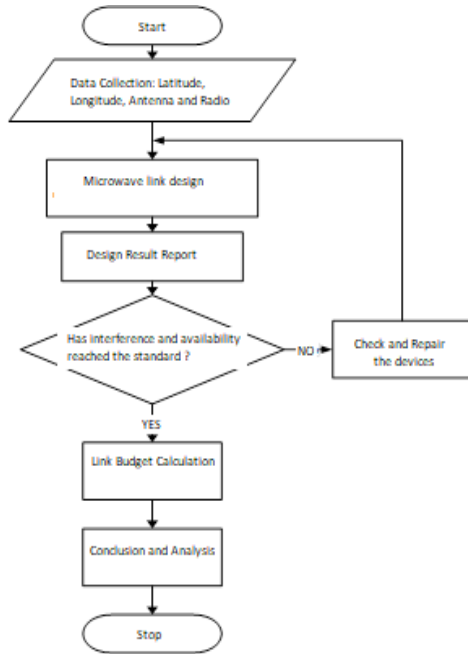 Start
Data Collection: Latitude,
Longitude, Antenna and Radio
Microwave link design
Design Result Report
Has interference and availability
reached the standard ?
NO
Check and Repair
the devices
YES
Link Budget Calculation
Conclusion and Analysis
Stop